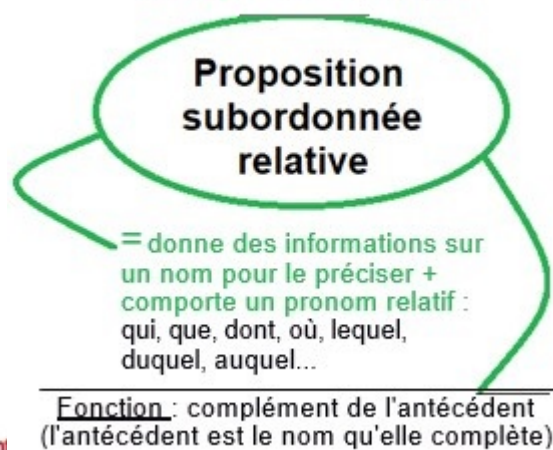 Proposition
subordonnée
relative
= donne des informations sur
un nom pour le préciser +
comporte un pronom relatif :
qui, que, dont, où, lequel,
duquel, auquel...
Fonction : complément de l'antécédent
(l'antécédent est le nom qu'elle complète)